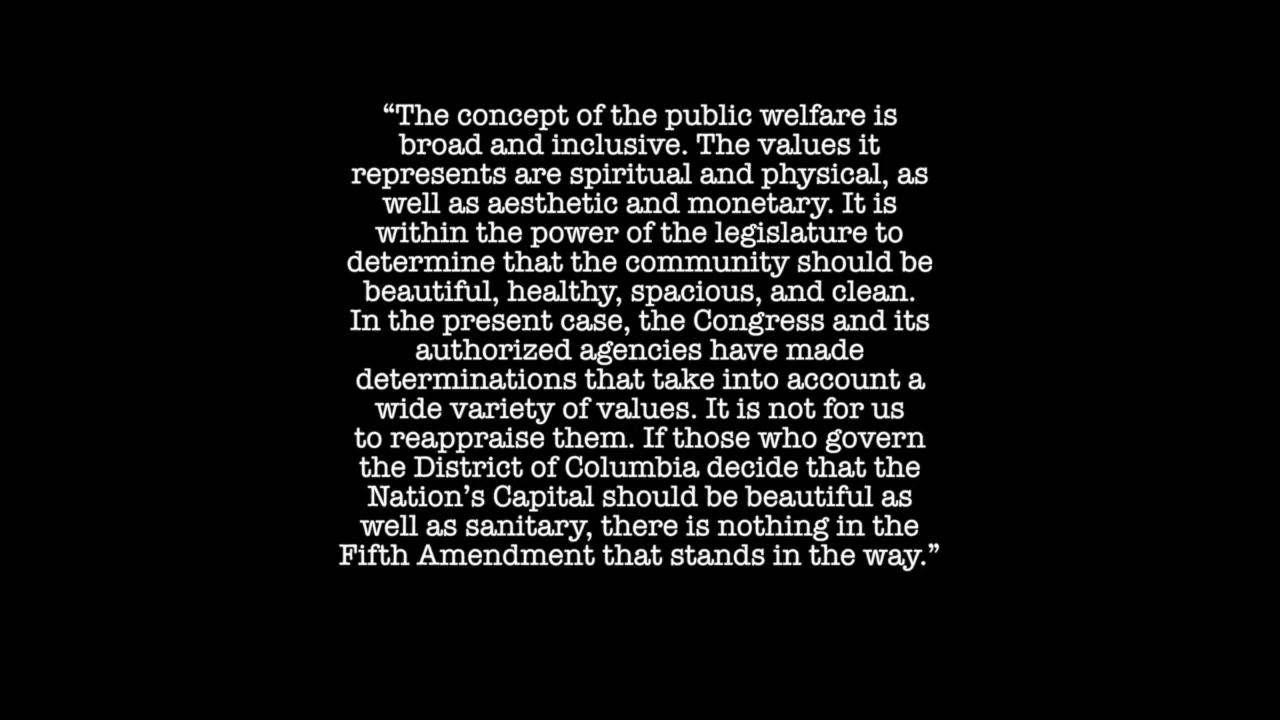 “The concept of the public welfare is
broad and inclusive. The values it
represents are spiritual and physical, as
well as aesthetic and monetary. It is
within the power of the legislature to
determine that the community should be
beautiful, healthy, spacious, and clean.
In the present case, the Congress and its
authorized agencies have made
determinations that take into account a
wide variety of values. It is not for us
to reappraise them. If those who govern
the District of Columbia decide that the
Nation’s Capital should be beautiful as
well as sanitary, there is nothing in the
Fifth Amendment that stands in the way.”